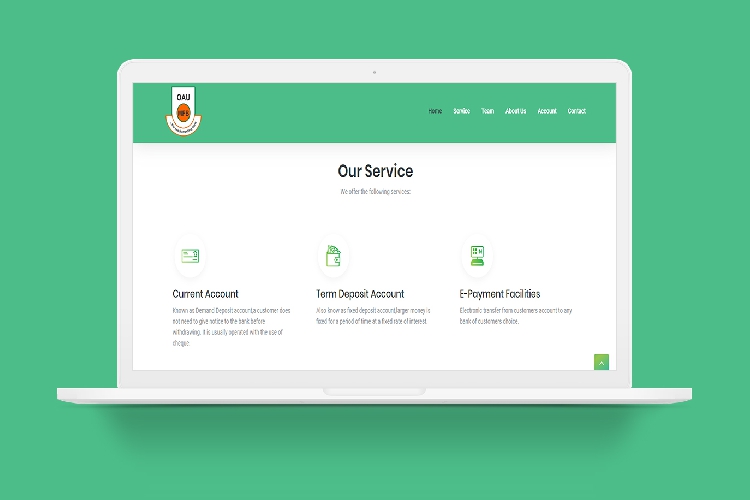 OAU
Home Service Team About Us Account Contact
Our Service
We offer the following services:
Current Account
Known as Demand Deposit account,a customer does
not need to give notice to the bank before
withdrawing. It is usually operated with the use of
cheque.
Term Deposit Account
Also know as fixed deposit account,larger money is
fixed for a period of time at a fixed rate of interest
E-Payment Facilities
Electronic transfer from customers account to any
bank of customers choice.